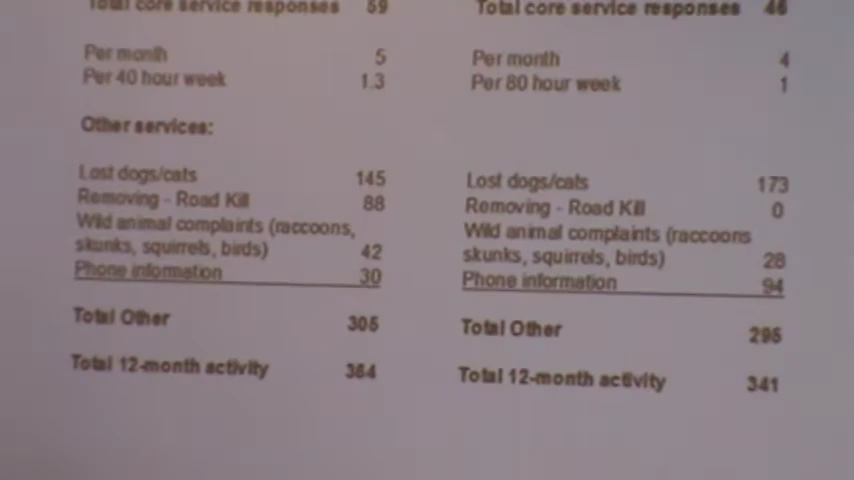 Total core service responses 59
Per month 5
Per 40 hour week 1.3
Other services:
Lost dogs/cats 145
Removing - Road Kill 88
Wild animal complaints (raccoons,
skunks, squirrels, birds) 42
Phone information 30
Total Other 305
Total 12-month activity 364
Total core service responses 46
Per month 4
Per 80 hour week 1
Lost dogs/cats 173
Removing - Road Kill 0
Wild animal complaints (raccoons
skunks, squirrels, birds) 28
Phone information 94
Total Other 295
Total 12-month activity 341